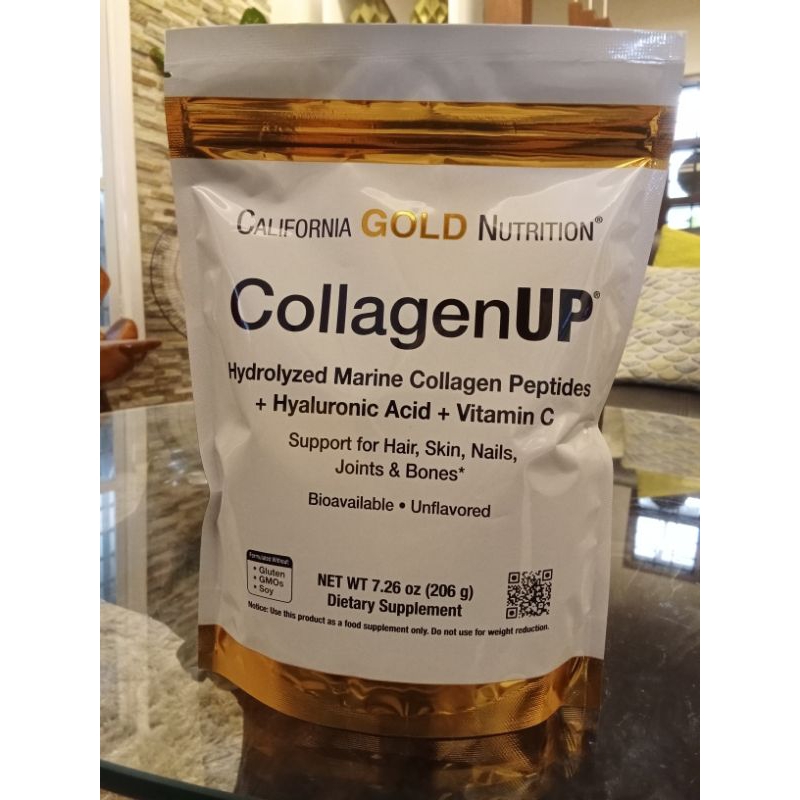 CALIFORNIA GOLD NUTRITION®
CollagenUP®
Hydrolyzed Marine Collagen Peptides
+ Hyaluronic Acid + Vitamin C
Support for Hair, Skin, Nails,
Joints & Bones*
Bioavailable • Unflavored
Formulated Without:
• Gluten
• GMOs
• Soy
NET WT 7.26 oz (206 g)
Dietary Supplement
Notice: Use this product as a food supplement only. Do not use for weight reduction.